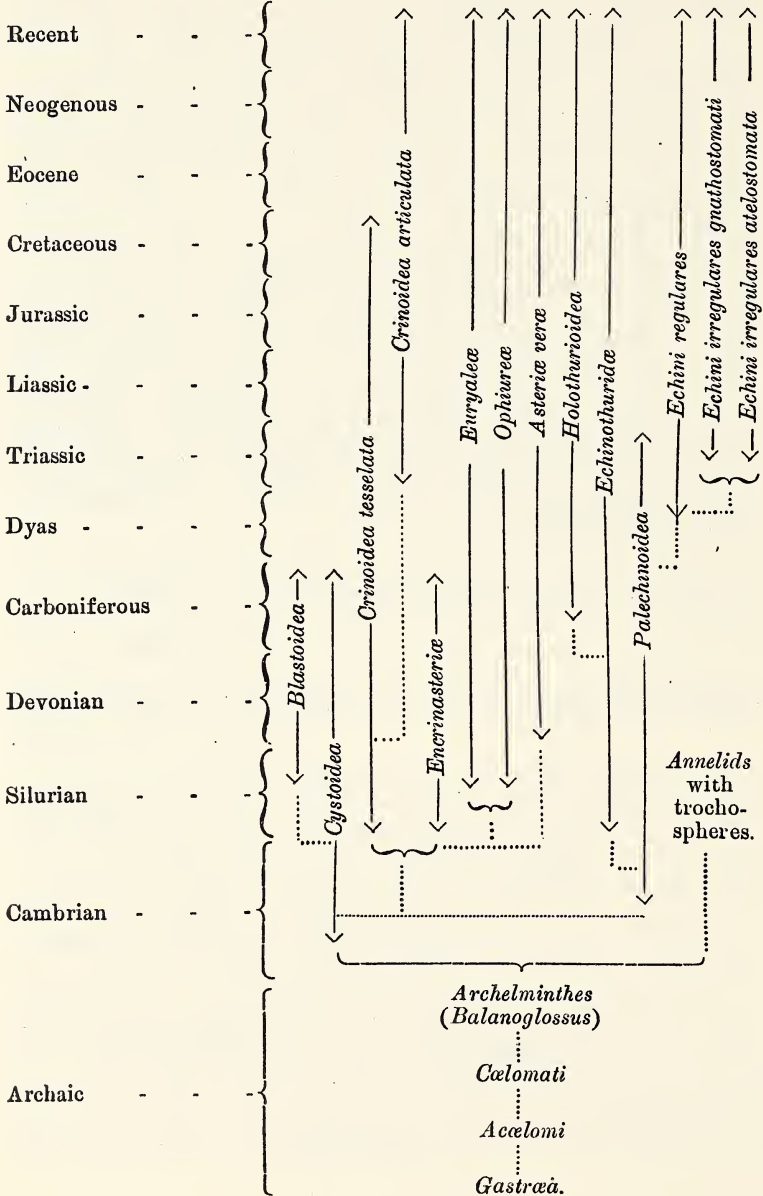 Recent - - -
Neogenous - - -
Eocene - - -
Cretaceous - - -
Jurassic - - -
Liassic - - -
Triassic - - -
Dyas - - - -
Carboniferous - -
Devonian - - -
Silurian - - -
Cambrian - - -
Archaic - - -
Blastoidea
Cystoidea
Crinoidea tesselata
Crinoidea articulata
Encrinasteriæ
Euryaleæ
Ophiureæ
Asteriæ veræ
Holothurioidea
Echinothuridæ
Palechinoidea
Echini regulares
Echini irregulares gnathostomati
Echini irregulares atelostomata
Annelids
with
trocho-
spheres.
Archelminthes
(Balanoglossus)
Cœlomati
Acœlomi
Gastræà.